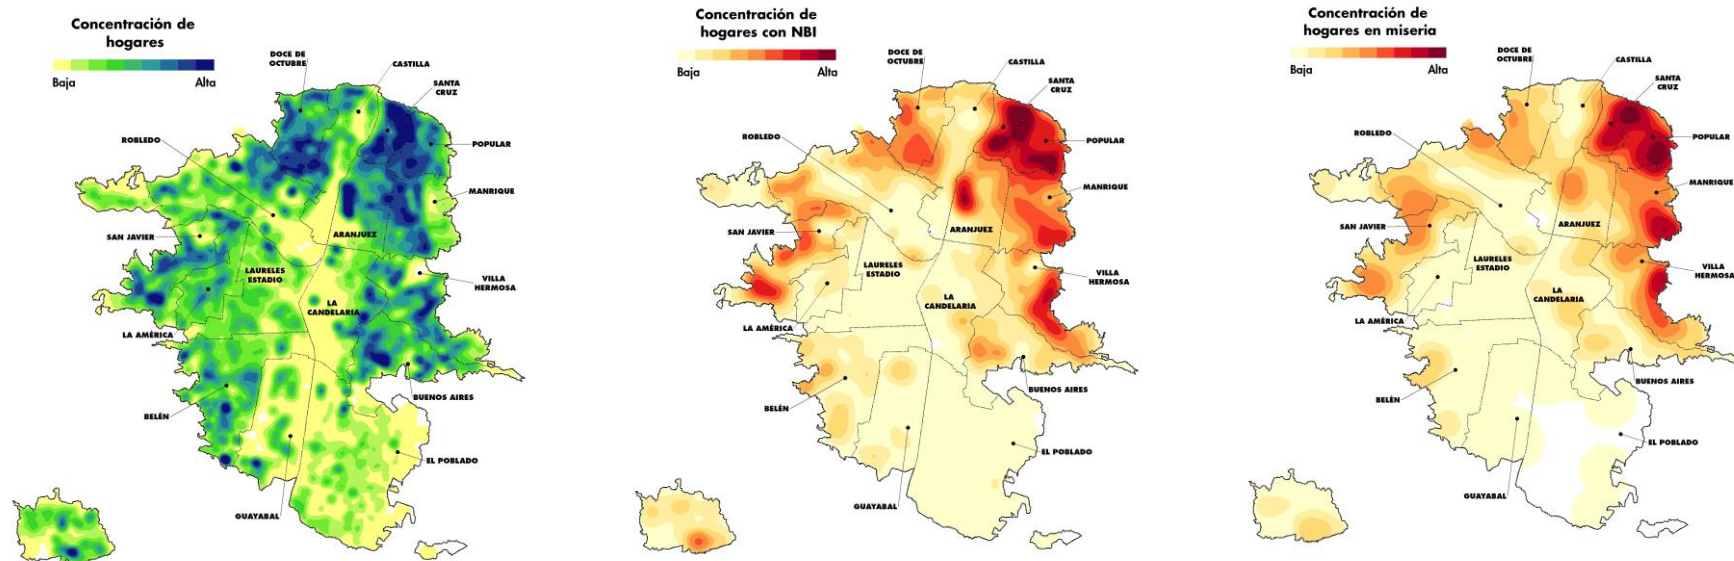 Concentración de
hogares
Baja
Alta
DOCE DE
OCTUBRE
CASTILLA
SANTA
CRUZ
ROBLEDO
POPULAR
MANRIQUE
SAN JAVIER
ARANJUEZ
LAURELES
ESTADIO
VILLA
HERMOSA
LA
CANDELARIA
LA AMÉRICA
BUENOS AIRES
BELÉN
EL POBLADO
GUAYABAL
Concentración de
hogares con NBI
Baja
Alta
DOCE DE
OCTUBRE
CASTILLA
SANTA
CRUZ
ROBLEDO
POPULAR
MANRIQUE
SAN JAVIER
ARANJUEZ
LAURELES
ESTADIO
VILLA
HERMOSA
LA
CANDELARIA
LA AMÉRICA
BUENOS AIRES
BELÉN
EL POBLADO
GUAYABAL
Concentración de
hogares en miseria
Baja
Alta
DOCE DE
OCTUBRE
CASTILLA
SANTA
CRUZ
ROBLEDO
POPULAR
MANRIQUE
SAN JAVIER
ARANJUEZ
LAURELES
ESTADIO
VILLA
HERMOSA
LA
CANDELARIA
LA AMÉRICA
BUENOS AIRES
BELÉN
EL POBLADO
GUAYABAL